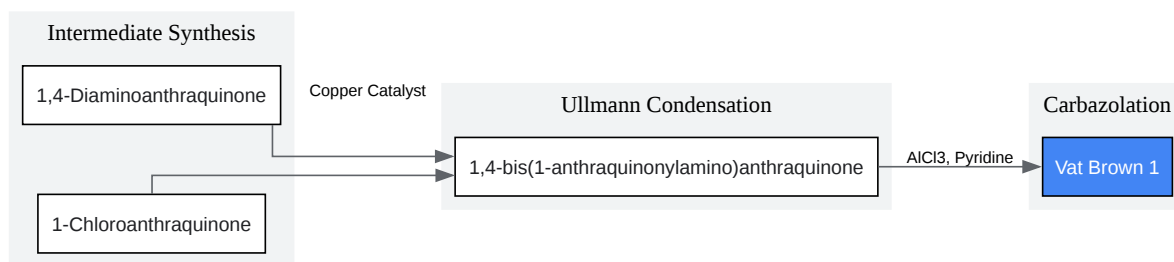 Intermediate Synthesis
1,4-Diaminoanthraquinone
1-Chloroanthraquinone
Copper Catalyst
Ullmann Condensation
1,4-bis(1-anthraquinonylamino)anthraquinone
AlCl3, Pyridine
Carbazolation
Vat Brown 1